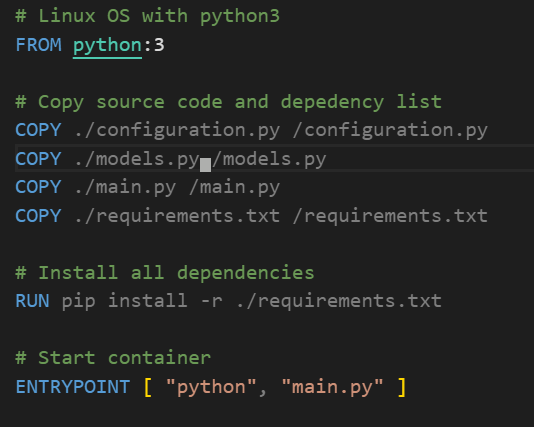 # Linux OS with python3
FROM python:3
# Copy source code and depedency list
COPY ./configuration.py /configuration.py
COPY ./models.py /models.py
COPY ./main.py /main.py
COPY ./requirements.txt /requirements.txt
# Install all dependencies
RUN pip install -r ./requirements.txt
# Start container
ENTRYPOINT [ "python", "main.py" ]